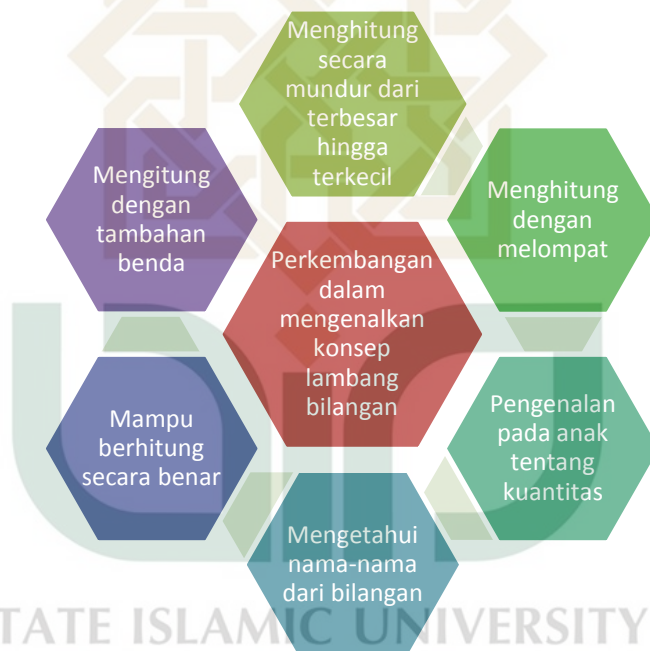 Menghitung
secara
mundur dari
terbesar
hingga
terkecil
Menghitung
dengan
melompat
Pengenalan
pada anak
tentang
kuantitas
Mengetahui
nama-nama
dari bilangan
Mampu
berhitung
secara benar
Mengitung
dengan
tambahan
benda
Perkembangan
dalam
mengenalkan
konsep
lambang
bilangan
TATE ISLAMIC UNIVERSITY